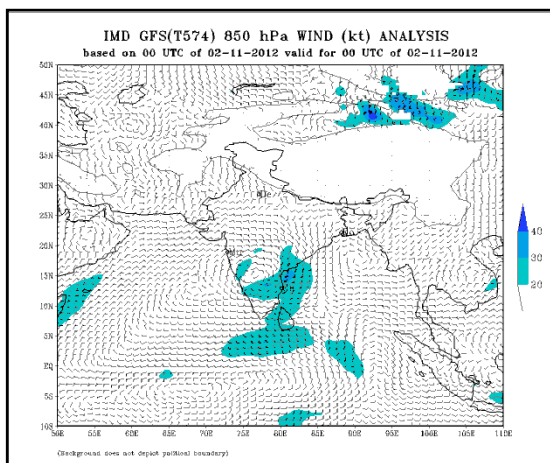 IMD GFS(T574) 850 hPa WIND (kt) ANALYSIS
based on 00 UTC of 02-11-2012 valid for 00 UTC of 02-11-2012
50N
45N
40N
35N
30N
25N
20N
15N
10N
5N
EQ
5S
10S
50E 55E 60E 65E 70E 75E 80E 85E 90E 95E 100E 105E 110E
40
30
20
(Background does not depict political boundary)